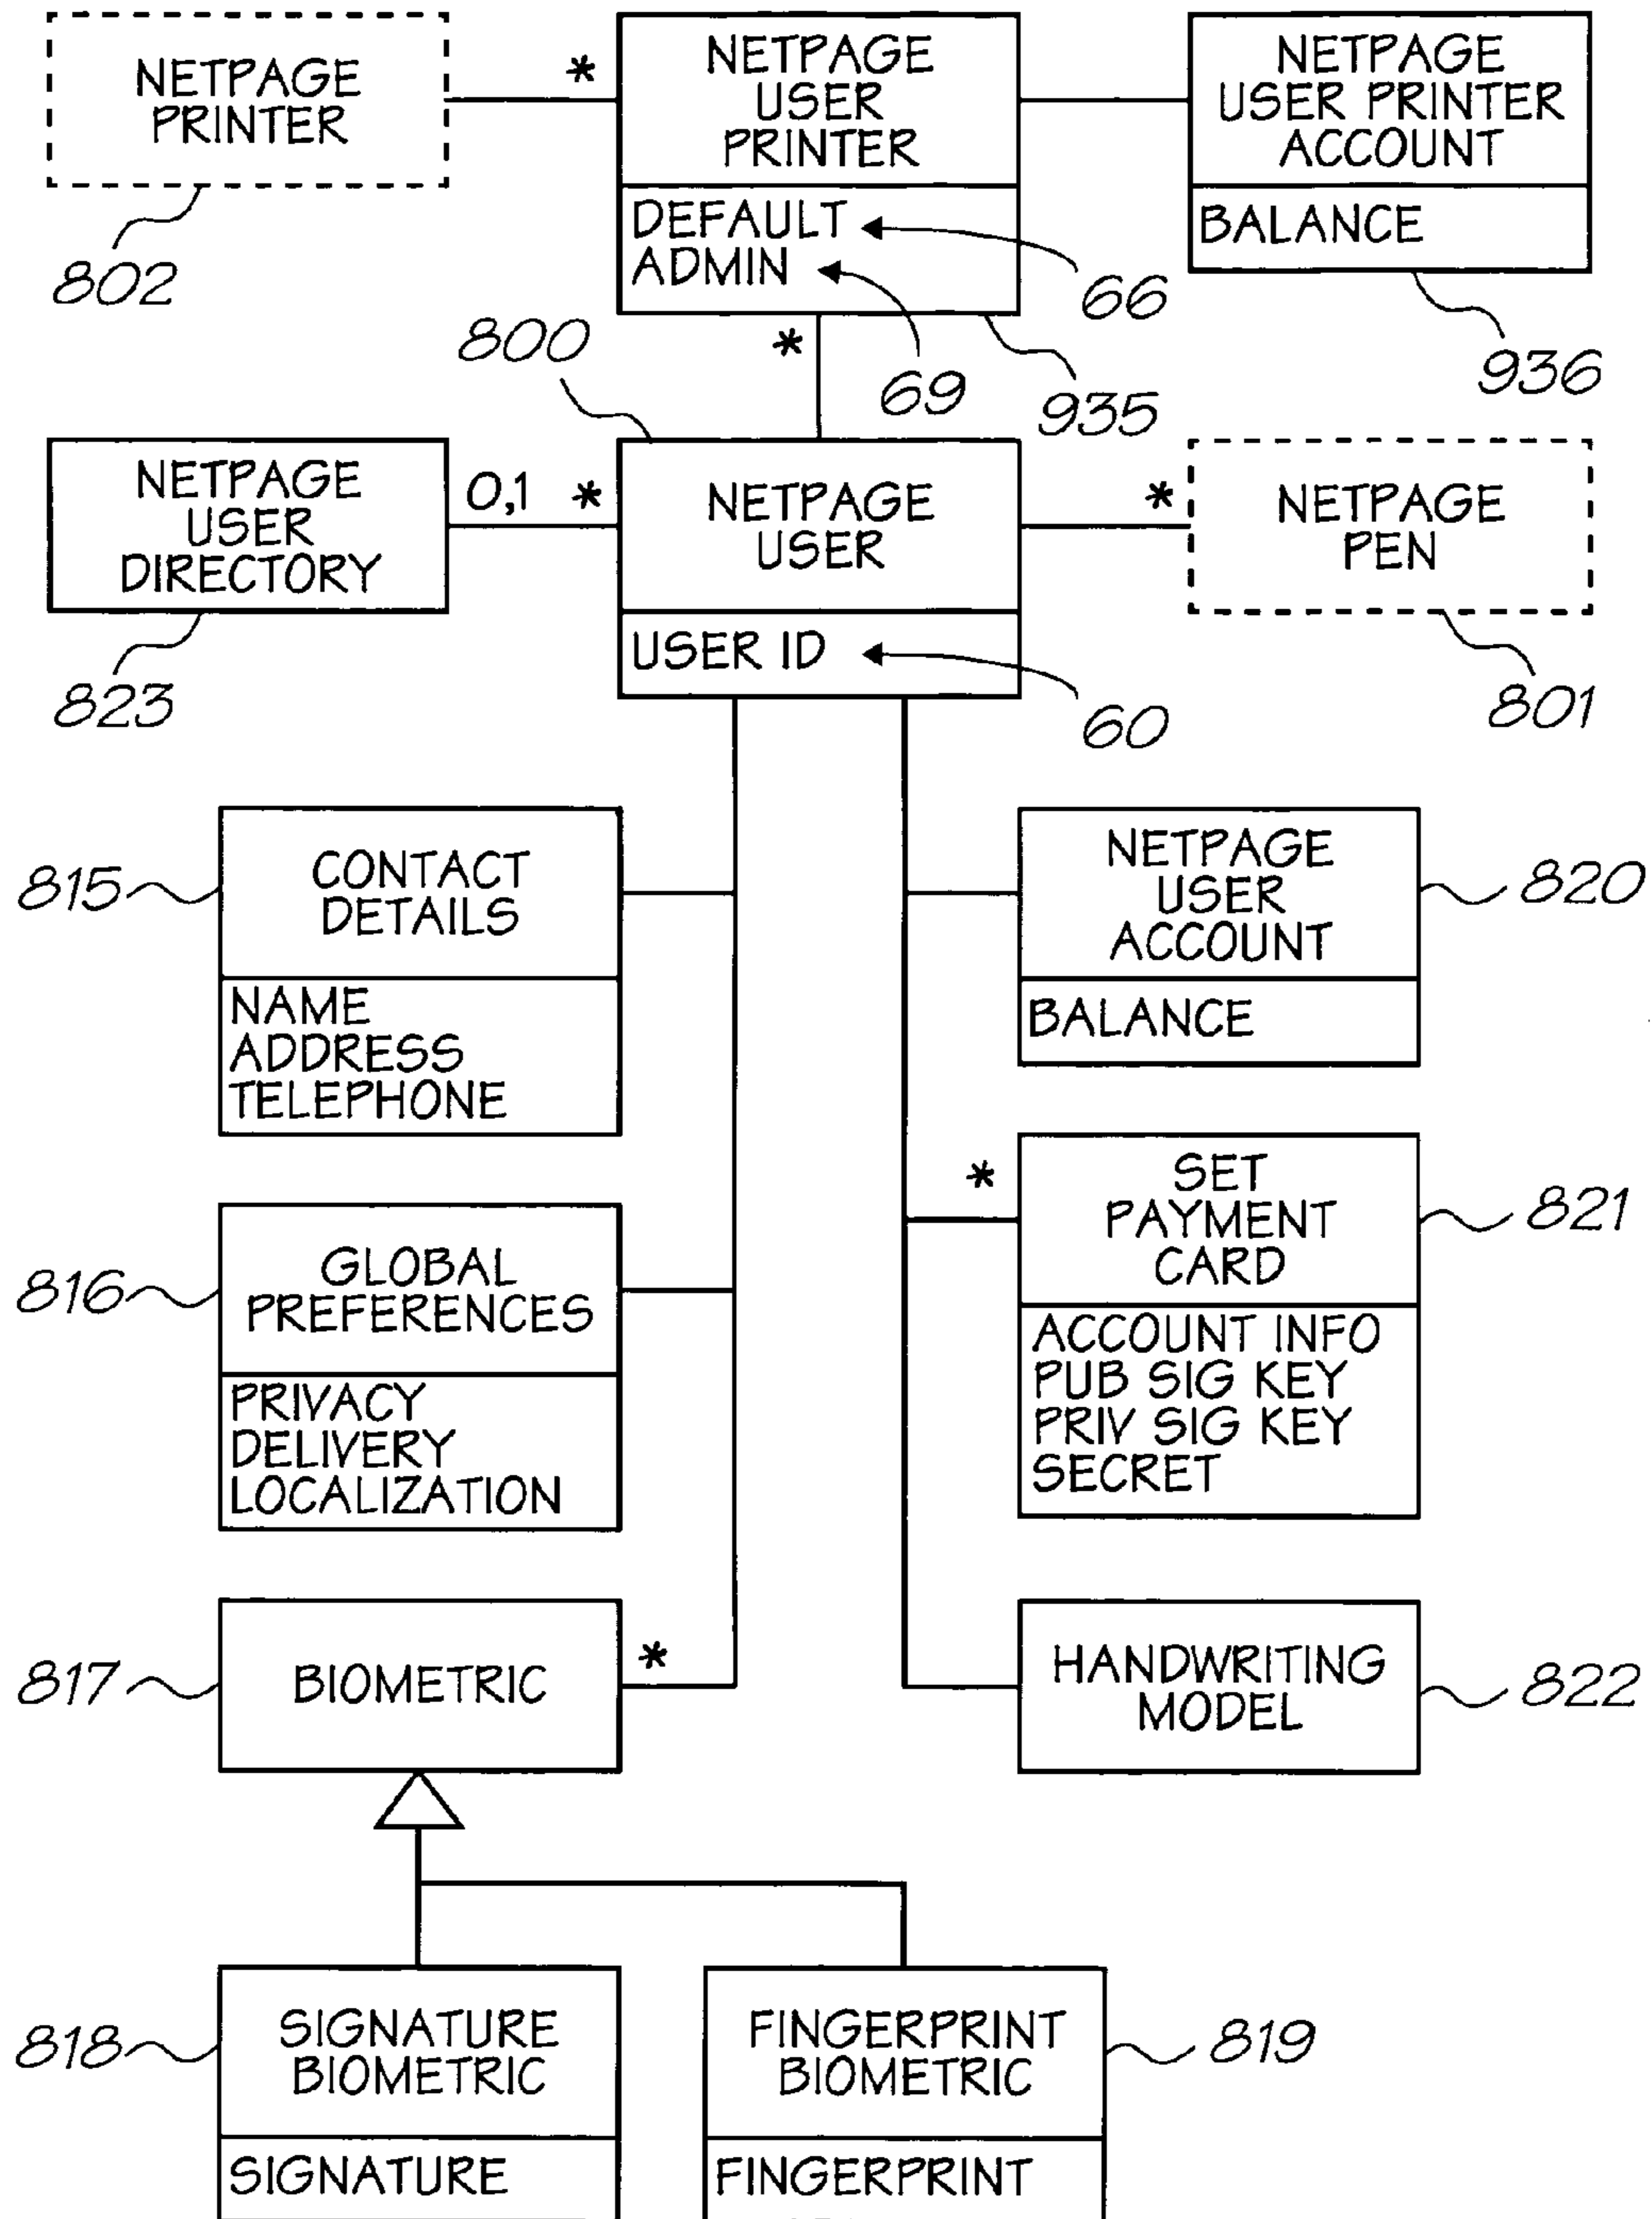 NETPAGE
PRINTER
802
*
NETPAGE
USER
PRINTER
DEFAULT
ADMIN
66
69
935
NETPAGE
USER PRINTER
ACCOUNT
BALANCE
936
*
800
NETPAGE
USER
DIRECTORY
823
0,1 *
NETPAGE
USER
USER ID
60
*
NETPAGE
PEN
801
815
CONTACT
DETAILS
NAME
ADDRESS
TELEPHONE
NETPAGE
USER
ACCOUNT
BALANCE
820
816
GLOBAL
PREFERENCES
PRIVACY
DELIVERY
LOCALIZATION
*
SET
PAYMENT
CARD
ACCOUNT INFO
PUB SIG KEY
PRIV SIG KEY
SECRET
821
817
BIOMETRIC
*
HANDWRITING
MODEL
822
818
SIGNATURE
BIOMETRIC
SIGNATURE
FINGERPRINT
BIOMETRIC
FINGERPRINT
819